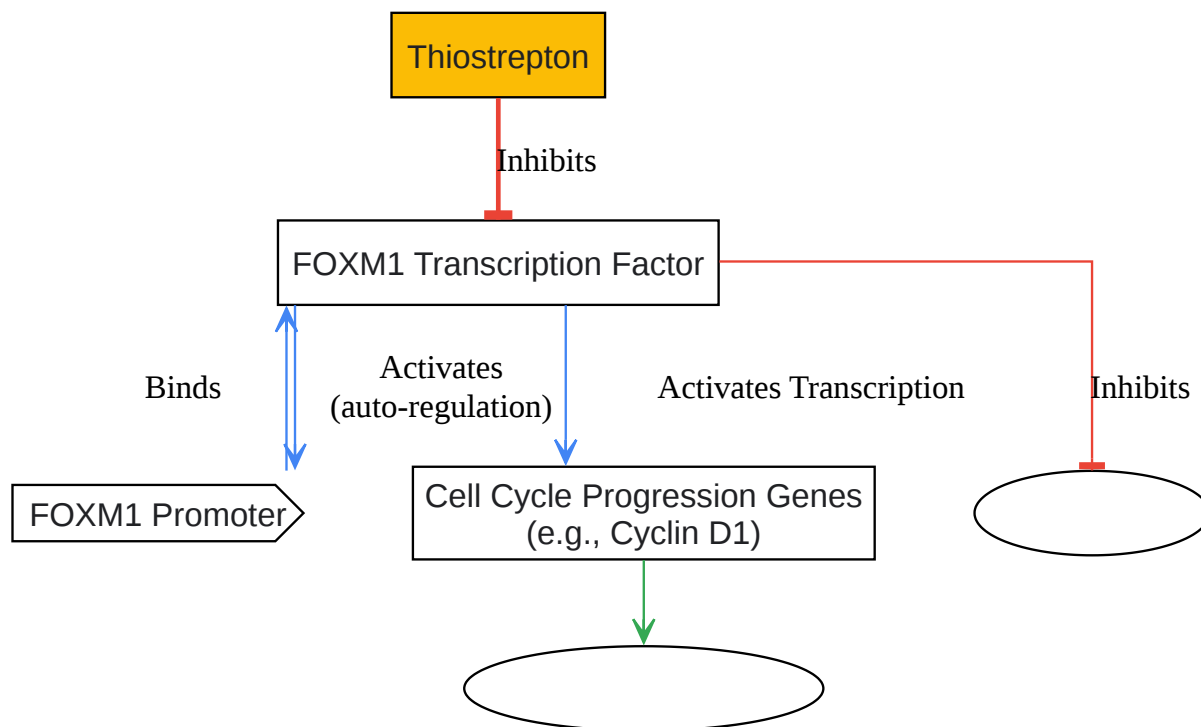 Thiostrepton
Inhibits
FOXM1 Transcription Factor
Binds
Activates
(auto-regulation)
Activates Transcription
Inhibits
FOXM1 Promoter
Cell Cycle Progression Genes
(e.g., Cyclin D1)